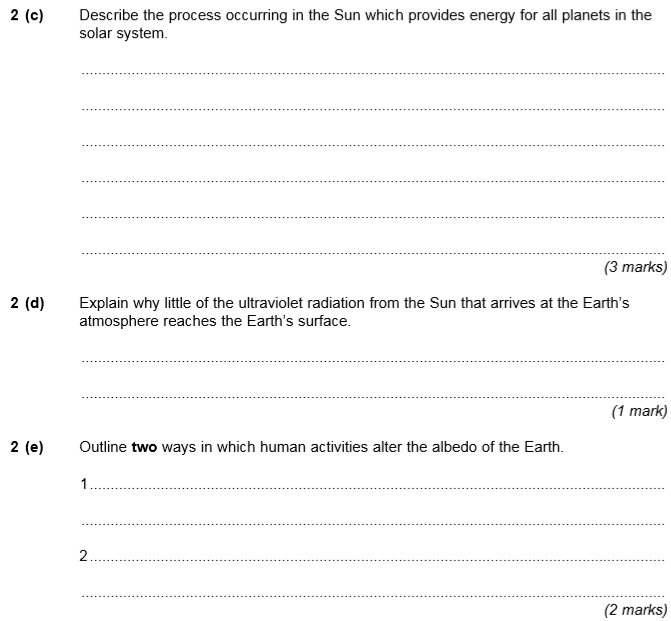 2 (c) Describe the process occurring in the Sun which provides energy for all planets in the
solar system.
(3 marks)
2 (d) Explain why little of the ultraviolet radiation from the Sun that arrives at the Earth’s
atmosphere reaches the Earth’s surface.
(1 mark)
2 (e) Outline two ways in which human activities alter the albedo of the Earth.
1
2
(2 marks)